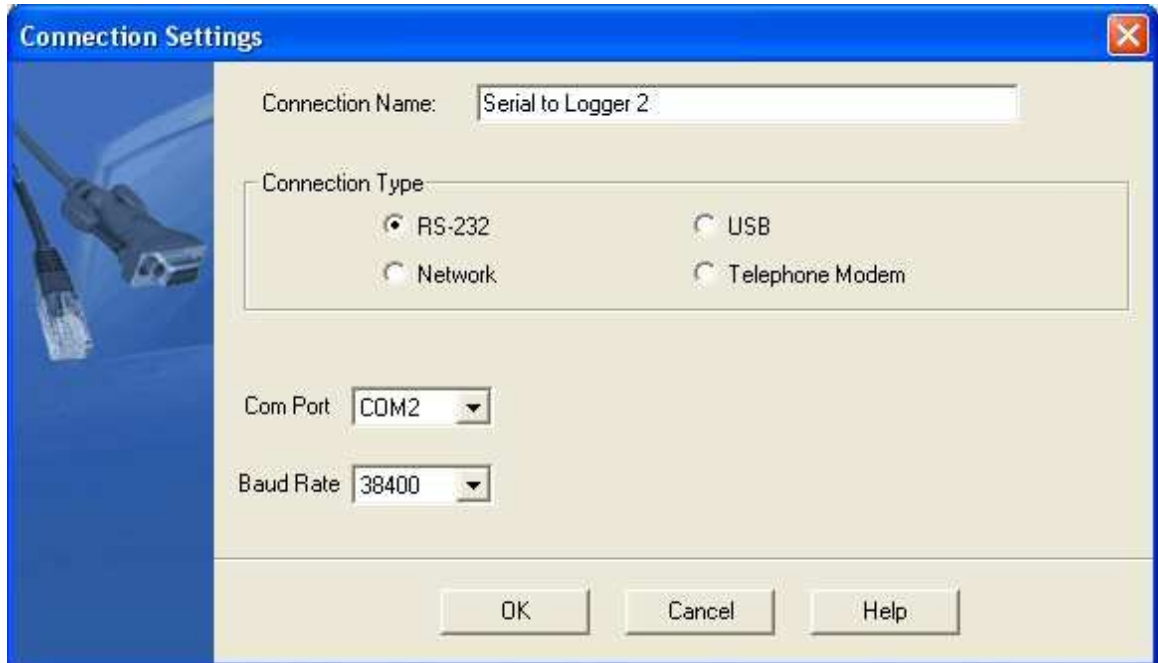 Connection Settings
Connection Name: Serial to Logger 2
Connection Type
RS-232 USB
Network Telephone Modem
Com Port COM2
Baud Rate 38400
OK Cancel Help